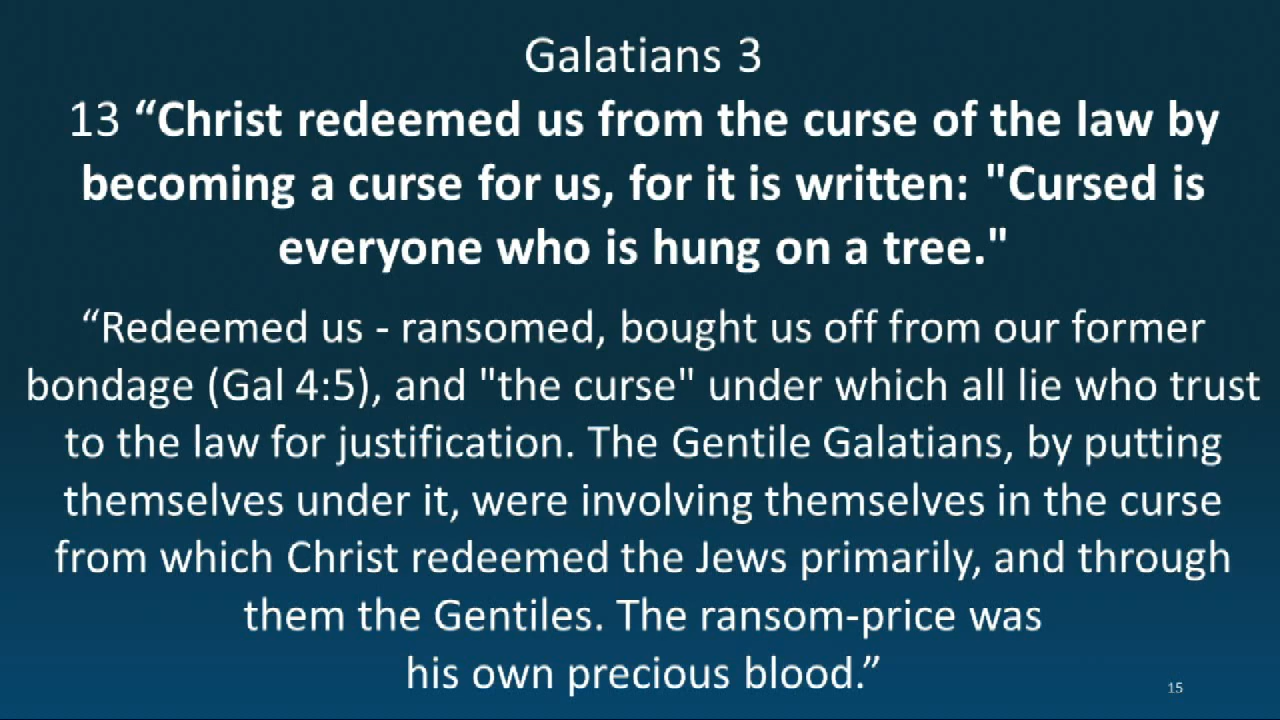 Galatians 3
13 “Christ redeemed us from the curse of the law by
becoming a curse for us, for it is written: "Cursed is
everyone who is hung on a tree."
“Redeemed us - ransomed, bought us off from our former
bondage (Gal 4:5), and "the curse" under which all lie who trust
to the law for justification. The Gentile Galatians, by putting
themselves under it, were involving themselves in the curse
from which Christ redeemed the Jews primarily, and through
them the Gentiles. The ransom-price was
his own precious blood.”
15